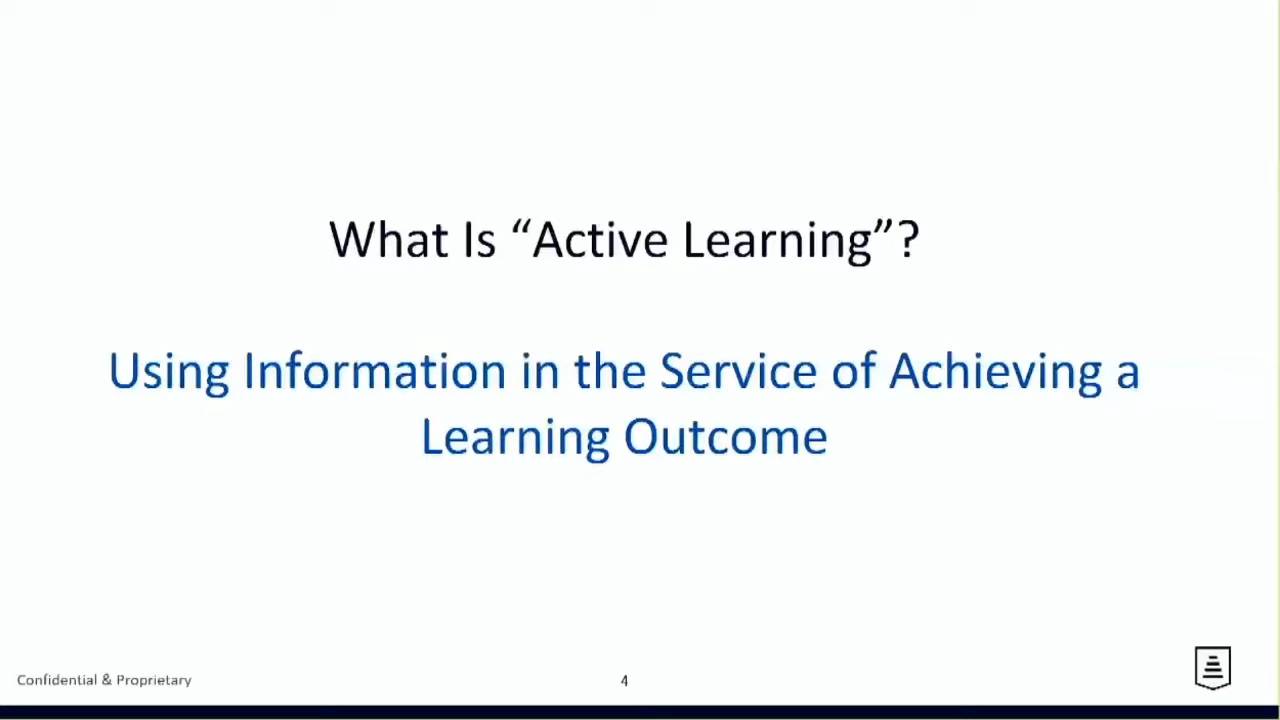 What Is “Active Learning”?
Using Information in the Service of Achieving a
Learning Outcome
Confidential & Proprietary
4